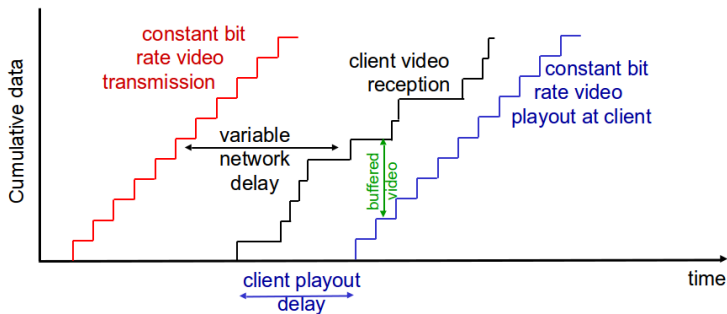 constant bit
rate video
transmission
client video
reception
constant bit
rate video
playout at client
variable
network
delay
buffered
video
Cumulative data
time
client playout
delay